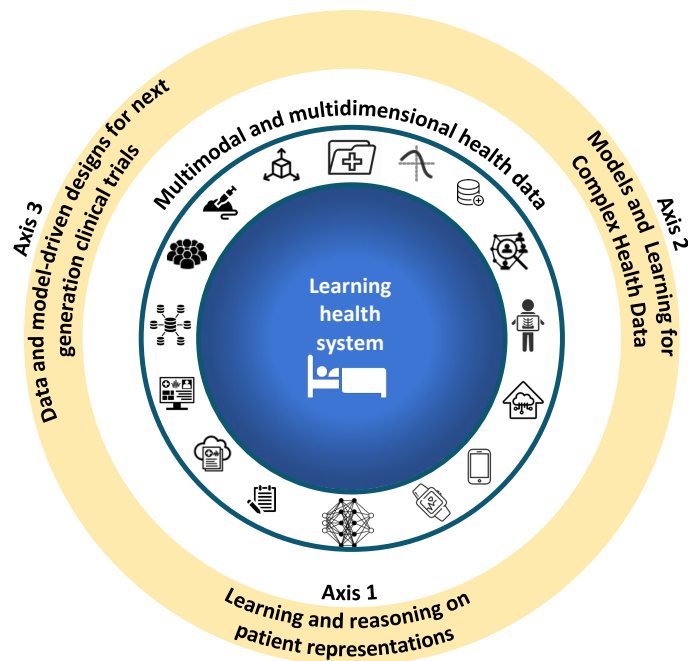 Multimodal and multidimensional health data
Learning
health
system
Axis 1
Learning and reasoning on
patient representations
Axis 2
Models and Learning for
Complex Health Data
Axis 3
Data and model-driven designs for next
generation clinical trials